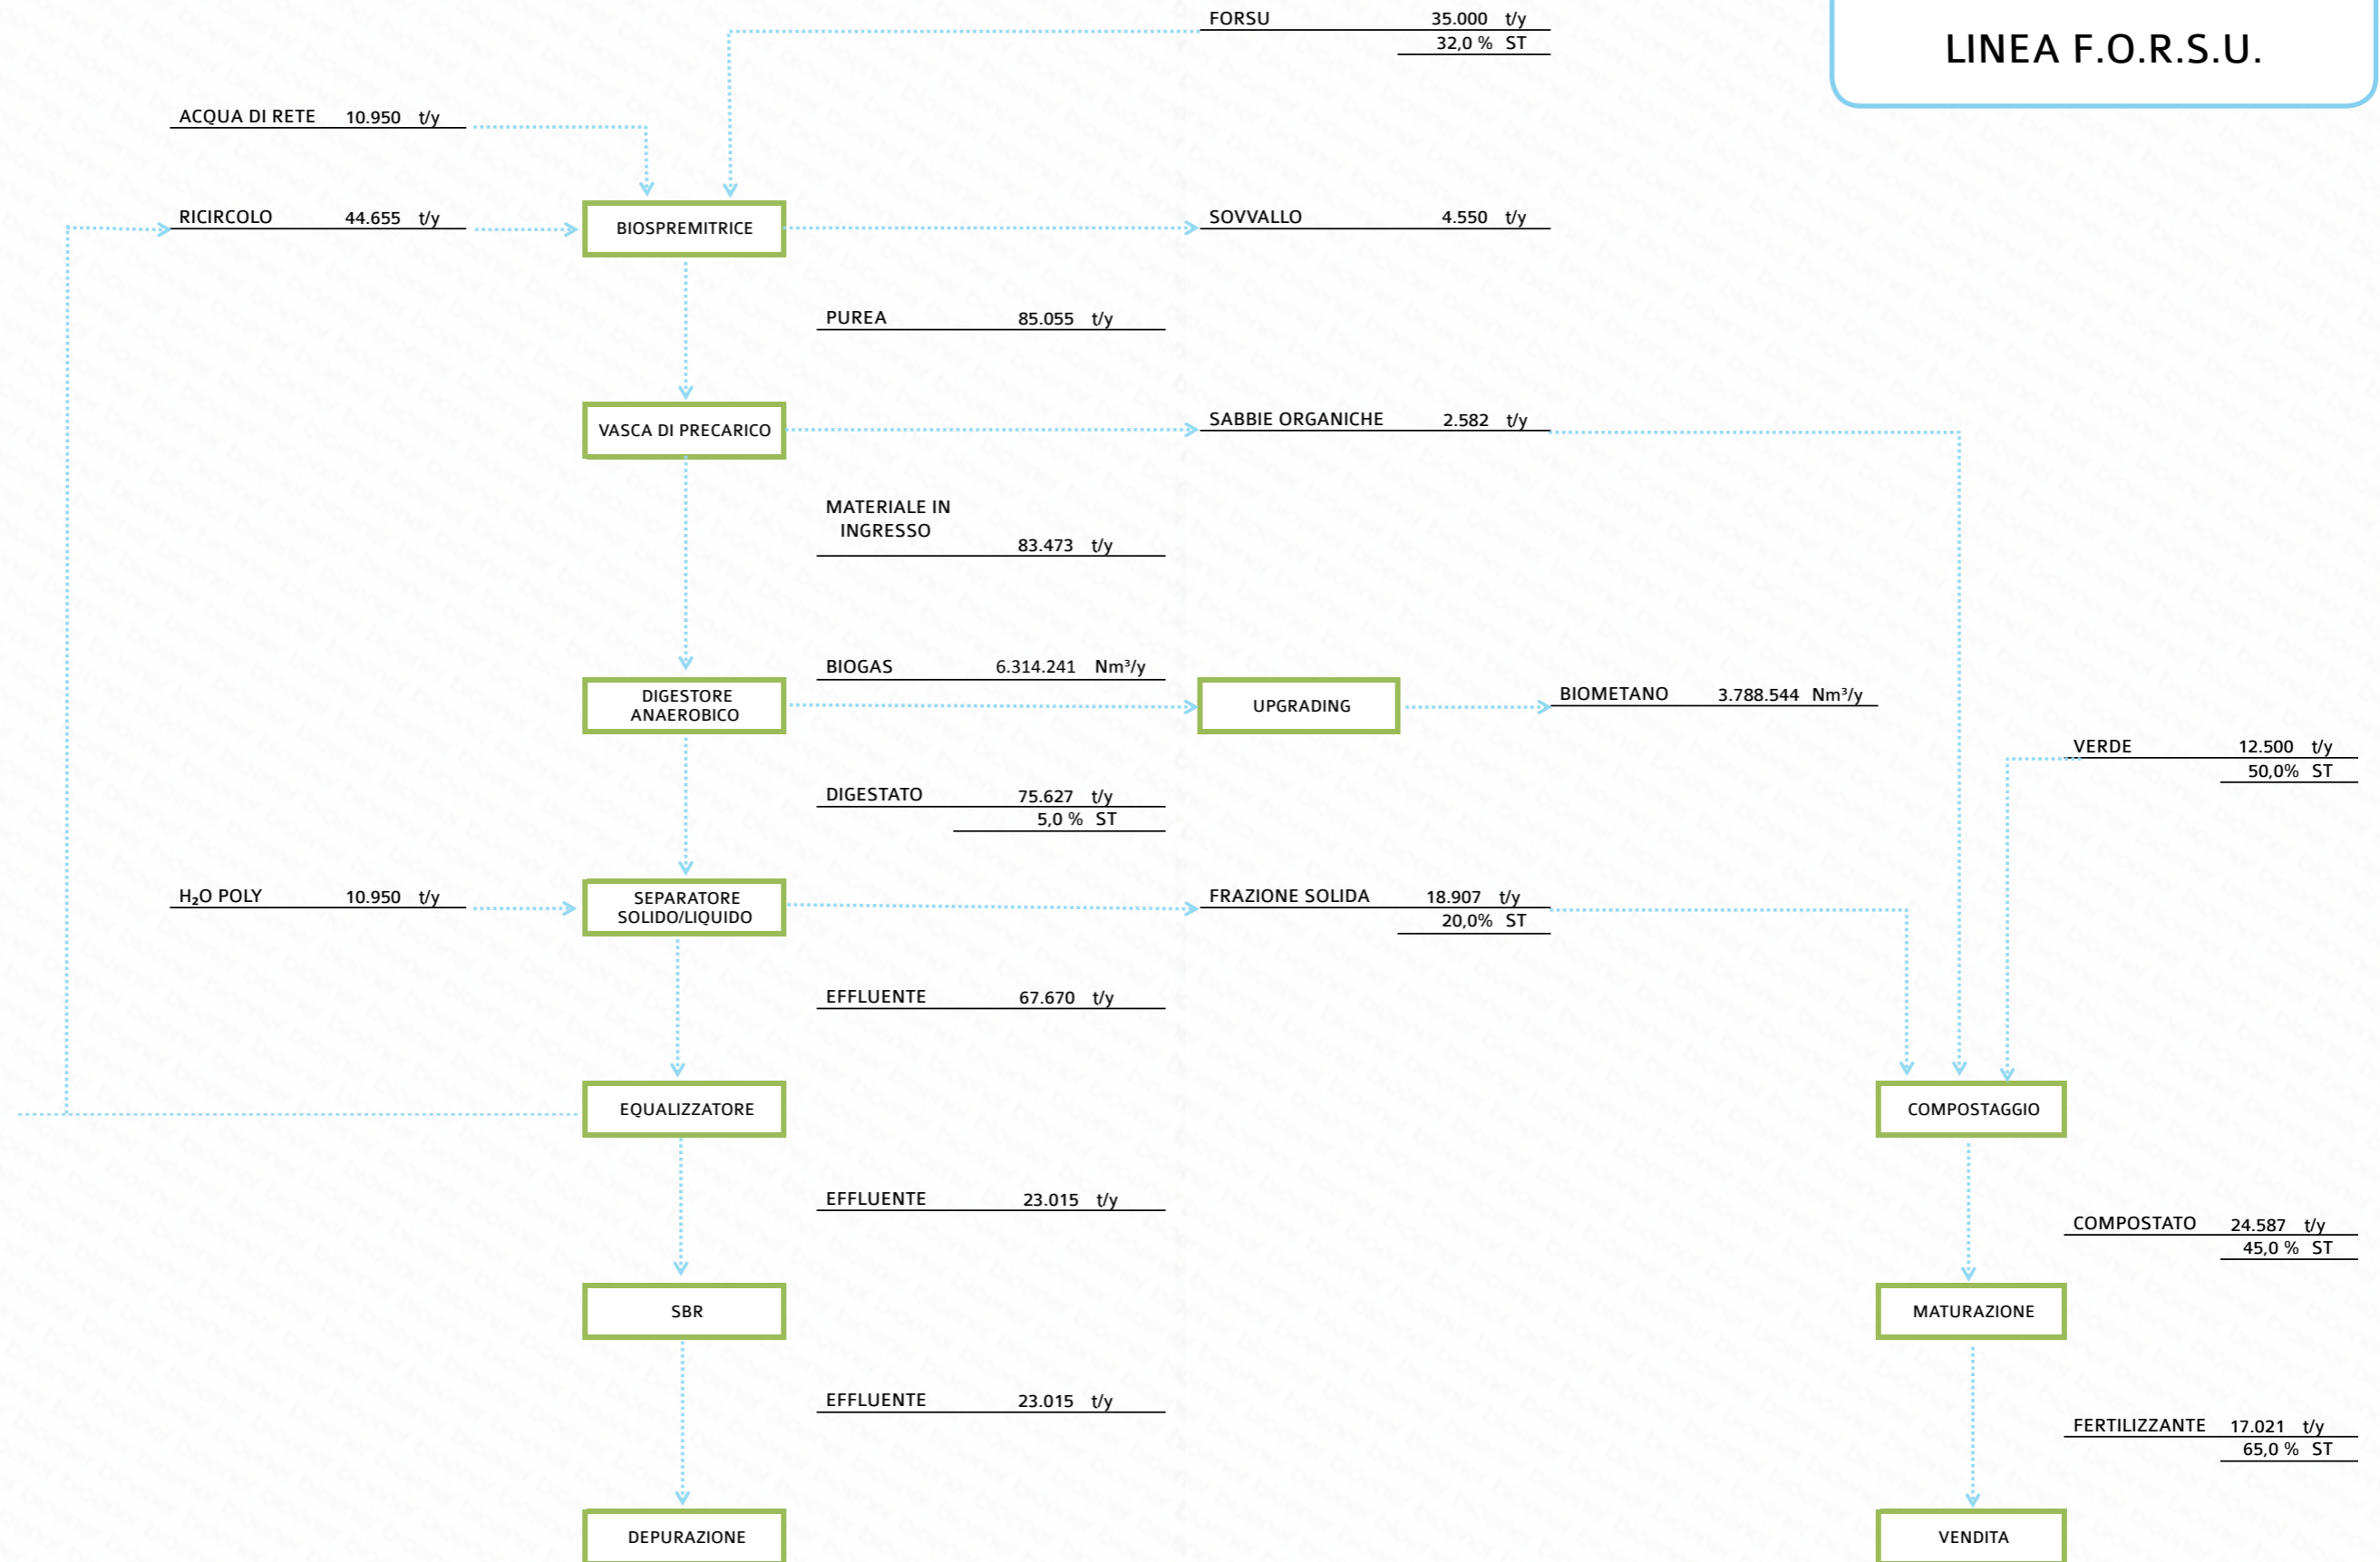 LINEA F.O.R.S.U.
FORSU 35.000 t/y
32,0 % ST
ACQUA DI RETE 10.950 t/y
RICIRCOLO 44.655 t/y
BIOSPREMITRICE
SOVVALLO 4.550 t/y
PUREA 85.055 t/y
VASCA DI PRECARICO
SABBIE ORGANICHE 2.582 t/y
MATERIALE IN
INGRESSO
83.473 t/y
BIOGAS 6.314.241 Nm³/y
DIGESTORE
ANAEROBICO
UPGRADING
BIOMETANO 3.788.544 Nm³/y
VERDE 12.500 t/y
50,0% ST
DIGESTATO 75.627 t/y
5,0 % ST
H₂O POLY 10.950 t/y
SEPARATORE
SOLIDO/LIQUIDO
FRAZIONE SOLIDA 18.907 t/y
20,0% ST
EFFLUENTE 67.670 t/y
EQUALIZZATORE
COMPOSTAGGIO
EFFLUENTE 23.015 t/y
COMPOSTATO 24.587 t/y
45,0 % ST
SBR
MATURAZIONE
EFFLUENTE 23.015 t/y
FERTILIZZANTE 17.021 t/y
65,0 % ST
DEPURAZIONE
VENDITA